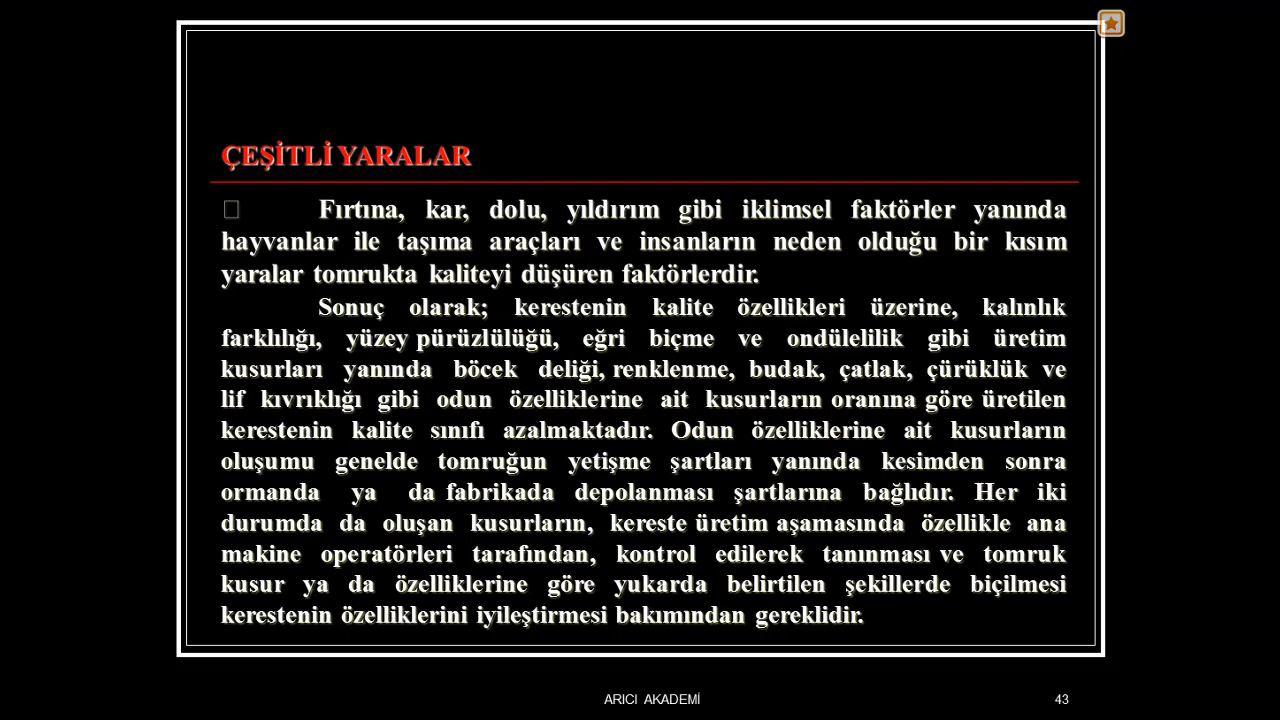 ÇEŞİTLİ YARALAR
Fırtına, kar, dolu, yıldırım gibi iklimsel faktörler yanında
hayvanlar ile taşıma araçları ve insanların neden olduğu bir kısım
yaralar tomrukta kaliteyi düşüren faktörlerdir.
Sonuç olarak; kerestenin kalite özellikleri üzerine, kalınlık
farklılığı, yüzey pürüzlülüğü, eğri biçme ve ondülelilik gibi üretim
kusurları yanında böcek deliği, renklenme, budak, çatlak, çürüklük ve
lif kıvrıklığı gibi odun özelliklerine ait kusurların oranına göre üretilen
kerestenin kalite sınıfı azalmaktadır. Odun özelliklerine ait kusurların
oluşumu genelde tomruğun yetişme şartları yanında kesimden sonra
ormanda ya da fabrikada depolanması şartlarına bağlıdır. Her iki
durumda da oluşan kusurların, kereste üretim aşamasında özellikle ana
makine operatörleri tarafından, kontrol edilerek tanınması ve tomruk
kusur ya da özelliklerine göre yukarda belirtilen şekillerde biçilmesi
kerestenin özelliklerini iyileştirmesi bakımından gereklidir.
ARICI AKADEMİ
43